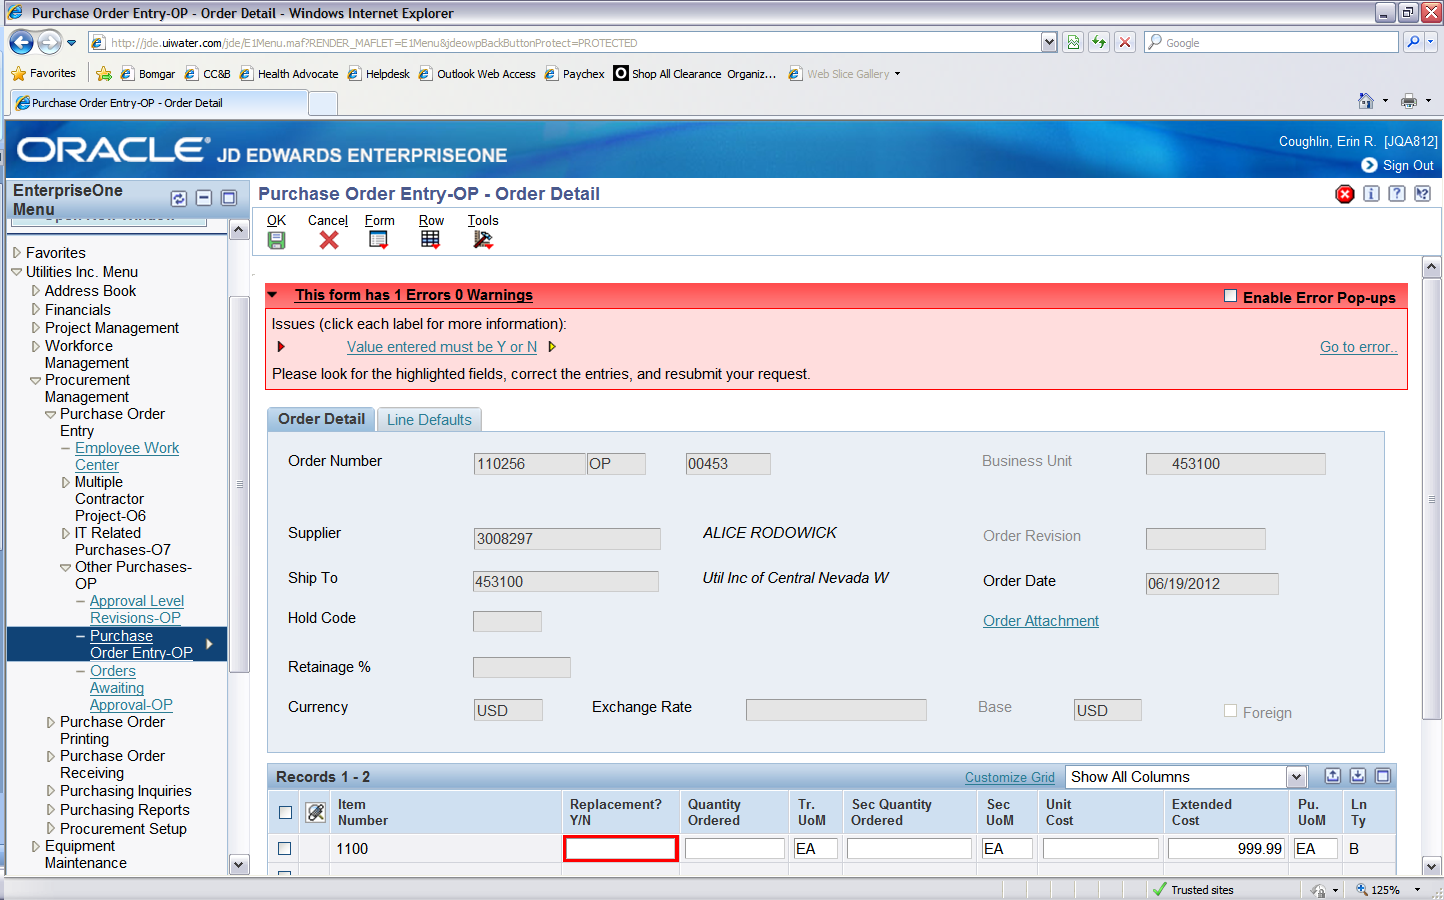 Purchase Order Entry-OP - Order Detail - Windows Internet Explorer
http://jde.uiwater.com/jde/E1Menu.maf?RENDER_MAFLET=E1Menu&jdeowpBackButtonProtect=PROTECTED
Google
Favorites Bomgar CC&B Health Advocate Helpdesk Outlook Web Access Paychex Shop All Clearance Organiz... Web Slice Gallery
Purchase Order Entry-OP - Order Detail
ORACLE® JD EDWARDS ENTERPRISEONE
Coughlin, Erin R. [JQA812]
Sign Out
EnterpriseOne
Menu
Favorites
Utilities Inc. Menu
Address Book
Financials
Project Management
Workforce
Management
Procurement
Management
Purchase Order
Entry
Employee Work
Center
Multiple
Contractor
Project-O6
IT Related
Purchases-O7
Other Purchases-
OP
Approval Level
Revisions-OP
Purchase
Order Entry-OP
Orders
Awaiting
Approval-OP
Purchase Order
Printing
Purchase Order
Receiving
Purchasing Inquiries
Purchasing Reports
Procurement Setup
Equipment
Maintenance
Purchase Order Entry-OP - Order Detail
OK Cancel Form Row Tools
This form has 1 Errors 0 Warnings
Enable Error Pop-ups
Issues (click each label for more information):
Value entered must be Y or N
Go to error..
Please look for the highlighted fields, correct the entries, and resubmit your request.
Order Detail Line Defaults
Order Number 110256 OP 00453 Business Unit 453100
Supplier 3008297 ALICE RODOWICK Order Revision
Ship To 453100 Util Inc of Central Nevada W Order Date 06/19/2012
Hold Code Order Attachment
Retainage %
Currency USD Exchange Rate Base USD Foreign
Records 1 - 2 Customize Grid Show All Columns
Item
Number
Replacement?
Y/N
Quantity
Ordered
Tr.
UoM
Sec Quantity
Ordered
Sec
UoM
Unit
Cost
Extended
Cost
Pu.
UoM
Ln
Ty
1100 EA EA 999.99 EA B
Trusted sites 125%